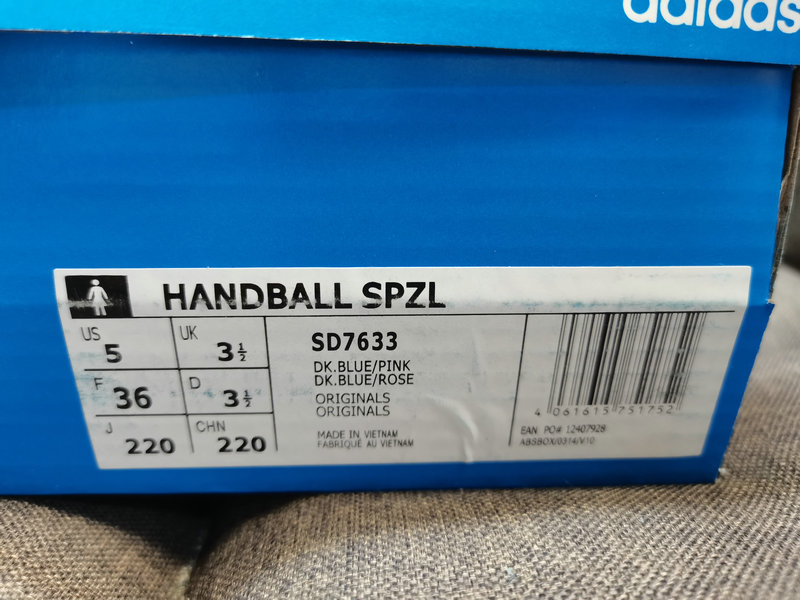 adidas
HANDBALL SPZL
US 5 UK 3½
F 36 D 3½
J 220 CHN 220
SD7633
DK.BLUE/PINK
DK.BLUE/ROSE
ORIGINALS
ORIGINALS
MADE IN VIETNAM
FABRIQUÉ AU VIETNAM
4 061615 751752
EAN PO# 12407928
ABSBOX/0314/V10